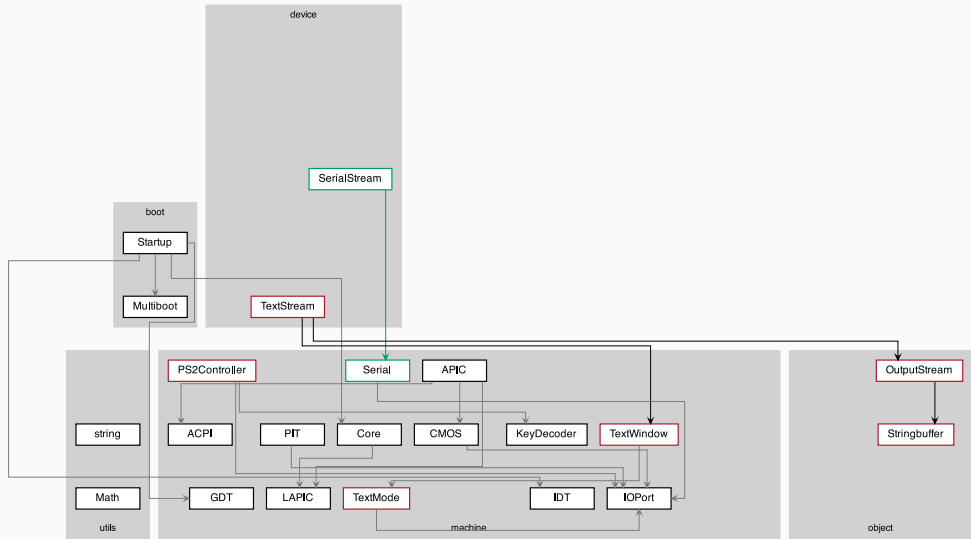 device
SerialStream
boot
Startup
Multiboot
TextStream
PS2Controller
Serial
APIC
OutputStream
string
ACPI
PIT
Core
CMOS
KeyDecoder
TextWindow
Stringbuffer
Math
GDT
LAPIC
TextMode
IDT
IOPort
utils
machine
object